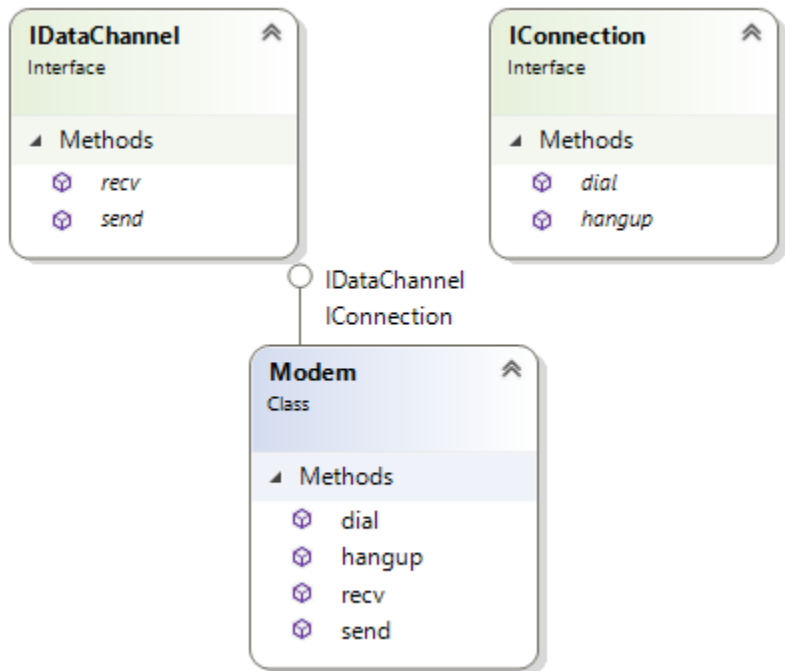 IDataChannel
Interface
Methods
recv
send
IConnection
Interface
Methods
dial
hangup
IDataChannel
IConnection
Modem
Class
Methods
dial
hangup
recv
send